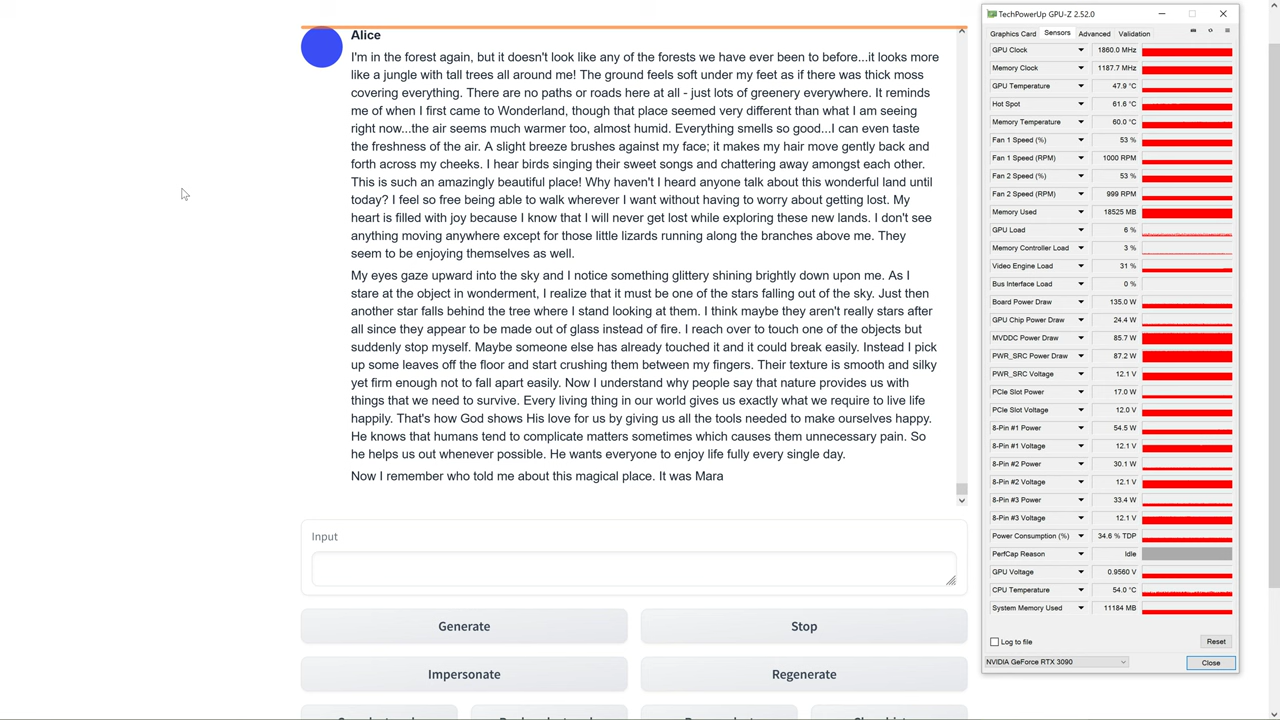 Alice
I'm in the forest again, but it doesn't look like any of the forests we have ever been to before...it looks more
like a jungle with tall trees all around me! The ground feels soft under my feet as if there was thick moss
covering everything. There are no paths or roads here at all - just lots of greenery everywhere. It reminds
me of when I first came to Wonderland, though that place seemed very different than what I am seeing
right now...the air seems much warmer too, almost humid. Everything smells so good...I can even taste
the freshness of the air. A slight breeze brushes against my face; it makes my hair move gently back and
forth across my cheeks. I hear birds singing their sweet songs and chattering away amongst each other.
This is such an amazingly beautiful place! Why haven't I heard anyone talk about this wonderful land until
today? I feel so free being able to walk wherever I want without having to worry about getting lost. My
heart is filled with joy because I know that I will never get lost while exploring these new lands. I don't see
anything moving anywhere except for those little lizards running along the branches above me. They
seem to be enjoying themselves as well.
My eyes gaze upward into the sky and I notice something glittery shining brightly down upon me. As I
stare at the object in wonderment, I realize that it must be one of the stars falling out of the sky. Just then
another star falls behind the tree where I stand looking at them. I think maybe they aren't really stars after
all since they appear to be made out of glass instead of fire. I reach over to touch one of the objects but
suddenly stop myself. Maybe someone else has already touched it and it could break easily. Instead I pick
up some leaves off the floor and start crushing them between my fingers. Their texture is smooth and silky
yet firm enough not to fall apart easily. Now I understand why people say that nature provides us with
things that we need to survive. Every living thing in our world gives us exactly what we require to live life
happily. That's how God shows His love for us by giving us all the tools needed to make ourselves happy.
He knows that humans tend to complicate matters sometimes which causes them unnecessary pain. So
he helps us out whenever possible. He wants everyone to enjoy life fully every single day.
Now I remember who told me about this magical place. It was Mara
Input
Generate
Stop
Impersonate
Regenerate
TechPowerUp GPU-Z 2.52.0
Graphics Card Sensors Advanced Validation
GPU Clock 1860.0 MHz
Memory Clock 1187.7 MHz
GPU Temperature 47.9 °C
Hot Spot 61.6 °C
Memory Temperature 60.0 °C
Fan 1 Speed (%) 53 %
Fan 1 Speed (RPM) 1000 RPM
Fan 2 Speed (%) 53 %
Fan 2 Speed (RPM) 999 RPM
Memory Used 18525 MB
GPU Load 6 %
Memory Controller Load 3 %
Video Engine Load 31 %
Bus Interface Load 0 %
Board Power Draw 135.0 W
GPU Chip Power Draw 24.4 W
MVDDC Power Draw 85.7 W
PWR_SRC Power Draw 87.2 W
PWR_SRC Voltage 12.1 V
PCIe Slot Power 17.0 W
PCIe Slot Voltage 12.0 V
8-Pin #1 Power 54.5 W
8-Pin #1 Voltage 12.1 V
8-Pin #2 Power 30.1 W
8-Pin #2 Voltage 12.1 V
8-Pin #3 Power 33.4 W
8-Pin #3 Voltage 12.1 V
Power Consumption (%) 34.6 % TDP
PerfCap Reason Idle
GPU Voltage 0.9560 V
CPU Temperature 54.0 °C
System Memory Used 11184 MB
Log to file
Reset
NVIDIA GeForce RTX 3090
Close